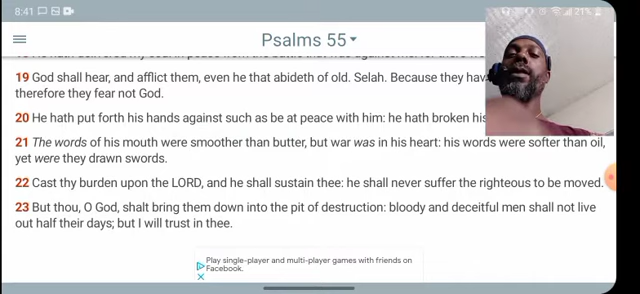 8:41
21%
Psalms 55
19 God shall hear, and afflict them, even he that abideth of old. Selah. Because they hav
therefore they fear not God.
20 He hath put forth his hands against such as be at peace with him: he hath broken his
21 The words of his mouth were smoother than butter, but war was in his heart: his words were softer than oil,
yet were they drawn swords.
22 Cast thy burden upon the LORD, and he shall sustain thee: he shall never suffer the righteous to be moved.
23 But thou, O God, shalt bring them down into the pit of destruction: bloody and deceitful men shall not live
out half their days; but I will trust in thee.
Play single-player and multi-player games with friends on
Facebook.